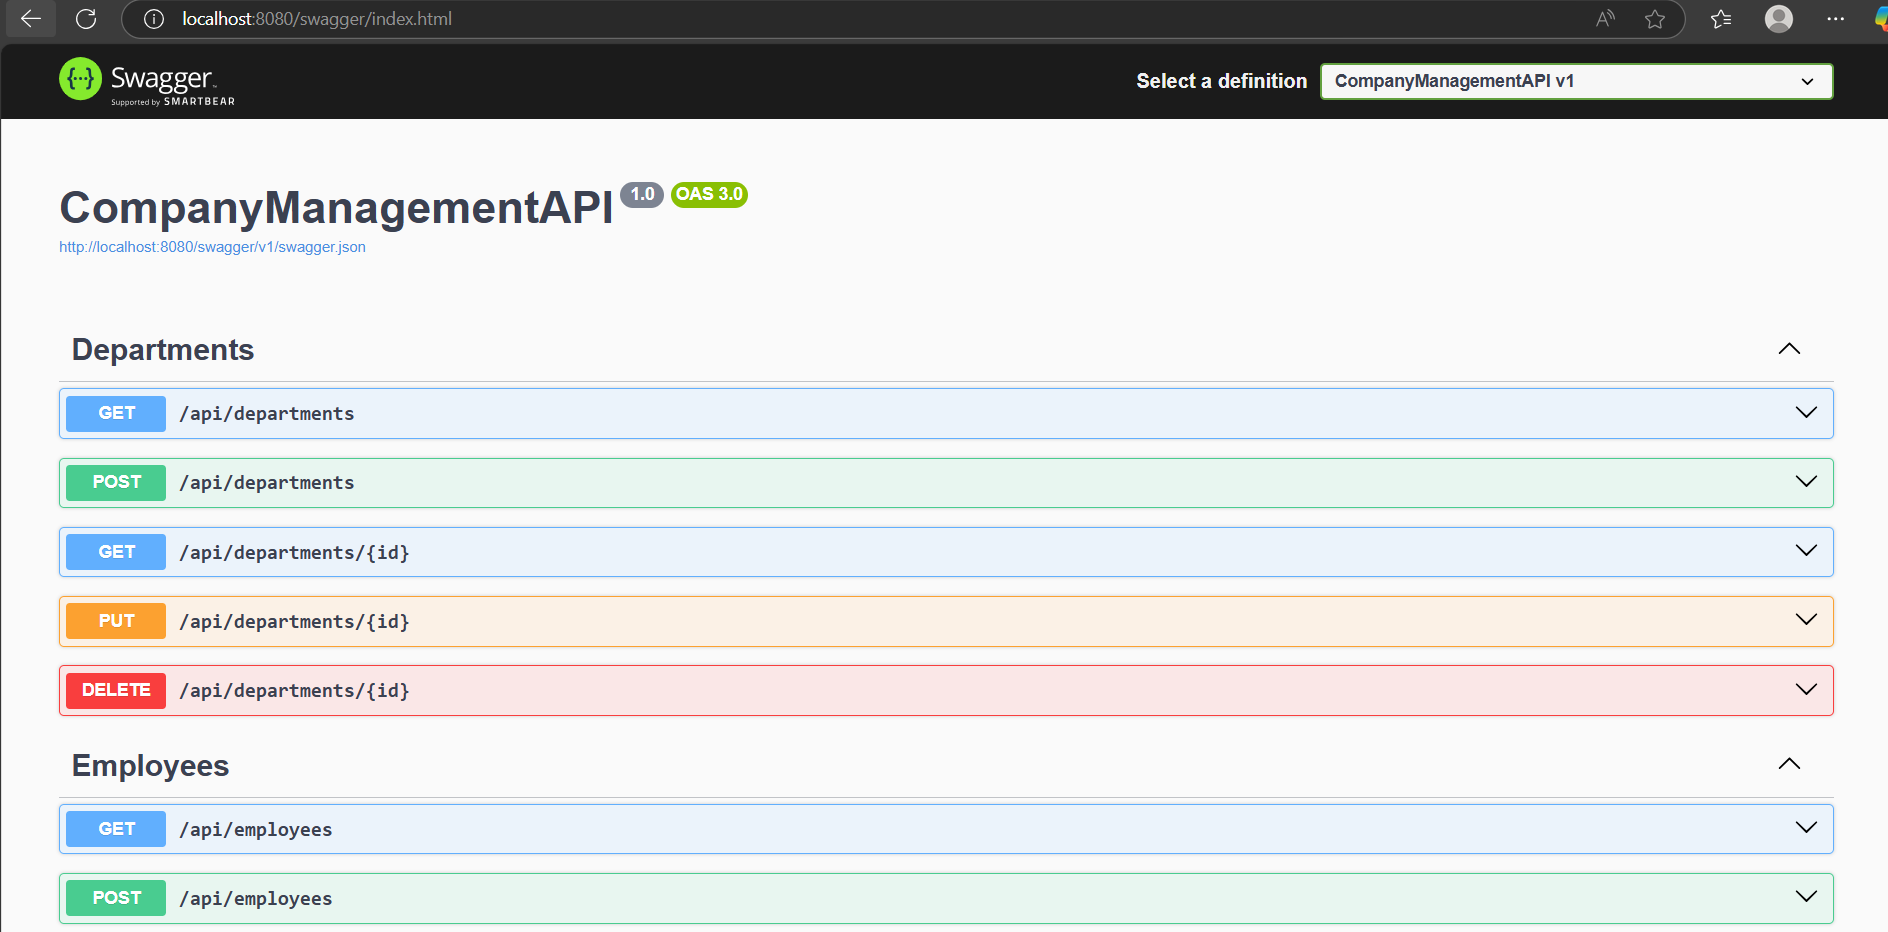 localhost:8080/swagger/index.html
Swagger
Supported by SMARTBEAR
Select a definition
CompanyManagementAPI v1
CompanyManagementAPI 1.0 OAS 3.0
http://localhost:8080/swagger/v1/swagger.json
Departments
GET /api/departments
POST /api/departments
GET /api/departments/{id}
PUT /api/departments/{id}
DELETE /api/departments/{id}
Employees
GET /api/employees
POST /api/employees